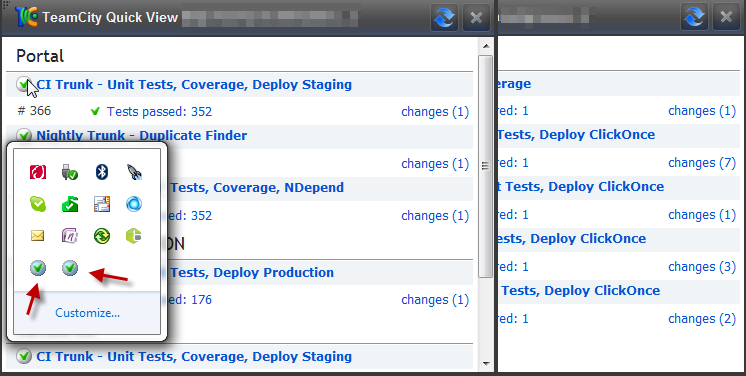 TeamCity Quick View
Portal
CI Trunk - Unit Tests, Coverage, Deploy Staging
# 366 Tests passed: 352 changes (1)
Nightly Trunk - Duplicate Finder
changes (1)
Tests, Coverage, NDepend
ed: 352 changes (1)
ON
Tests, Deploy Production
ed: 176 changes (1)
CI Trunk - Unit Tests, Coverage, Deploy Staging
Customize...
erage
red: 1 changes (1)
Tests, Deploy ClickOnce
red: 1 changes (7)
t Tests, Deploy ClickOnce
ed: 1 changes (1)
ests, Deploy ClickOnce
ed: 1 changes (3)
t Tests, Deploy ClickOnce
red: 1 changes (2)